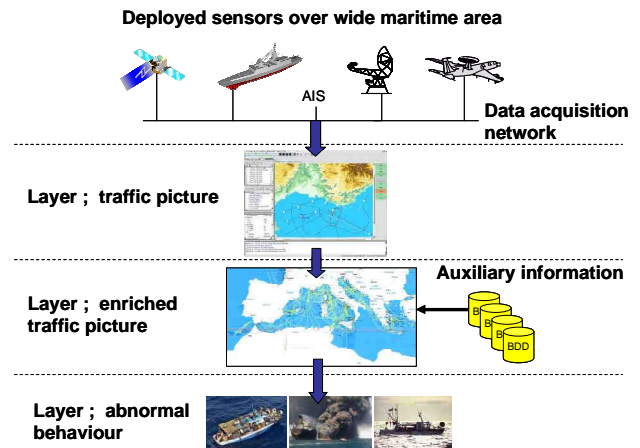 Deployed sensors over wide maritime area
AIS
Data acquisition
network
Layer ; traffic picture
Auxiliary information
Layer ; enriched
traffic picture
BDD
Layer ; abnormal
behaviour